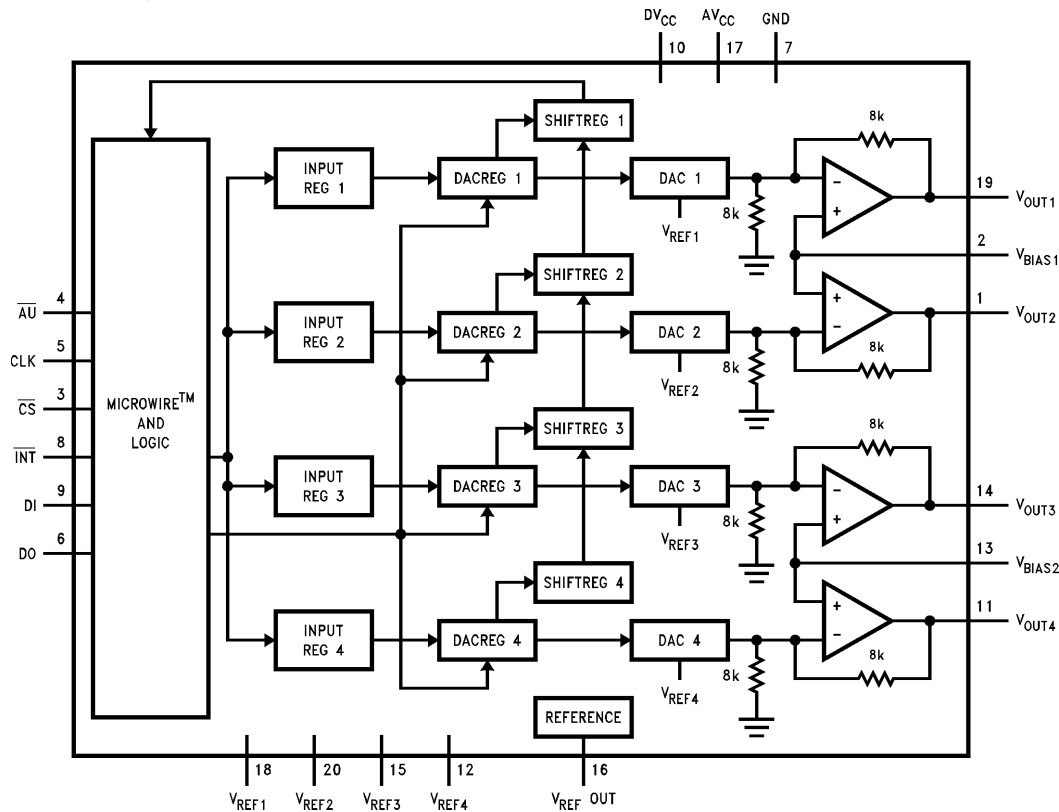 DVCC AVCC GND
10 17 7
SHIFTREG 1
8k
INPUT REG 1
DACREG 1
DAC 1
8k
VREF1
19 VOUT1
2 VBIAS1
SHIFTREG 2
INPUT REG 2
DACREG 2
DAC 2
8k
VREF2
8k
1 VOUT2
4 AU
5 CLK
3 CS
8 INT
9 DI
6 DO
MICROWIRE™
AND
LOGIC
SHIFTREG 3
8k
INPUT REG 3
DACREG 3
DAC 3
8k
VREF3
14 VOUT3
13 VBIAS2
SHIFTREG 4
INPUT REG 4
DACREG 4
DAC 4
8k
VREF4
8k
11 VOUT4
REFERENCE
18 20 15 12 16
VREF1 VREF2 VREF3 VREF4 VREF OUT
− +
+ −
− +
+ −